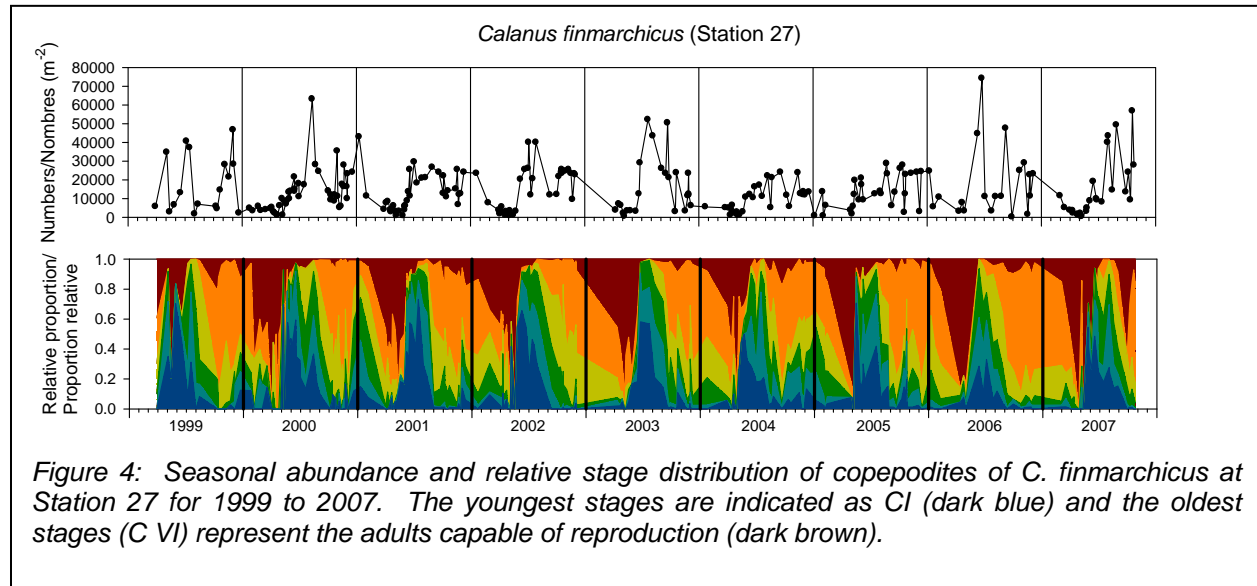 Calanus finmarchicus (Station 27)
Numbers/Nombres (m-2)
80000
70000
60000
50000
40000
30000
20000
10000
0
Relative proportion/
Proportion relative
1.0
0.8
0.6
0.4
0.2
0.0
1999 2000 2001 2002 2003 2004 2005 2006 2007
Figure 4: Seasonal abundance and relative stage distribution of copepodites of C. finmarchicus at
Station 27 for 1999 to 2007. The youngest stages are indicated as CI (dark blue) and the oldest
stages (C VI) represent the adults capable of reproduction (dark brown).